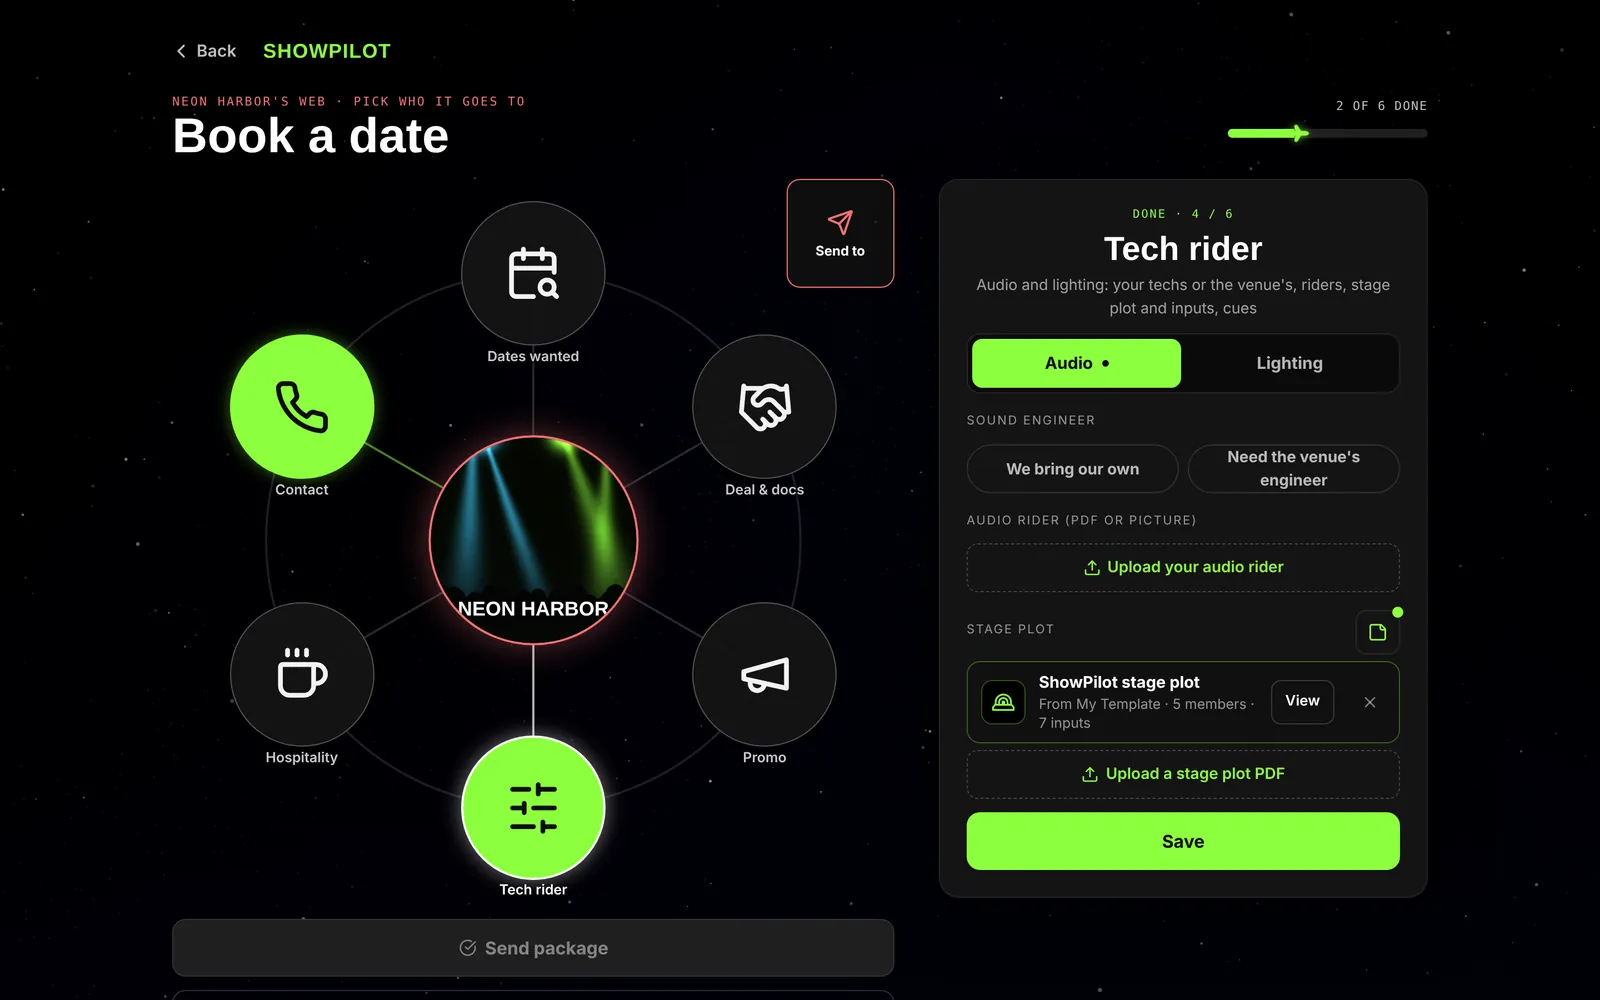 Back
SHOWPILOT
NEON HARBOR'S WEB · PICK WHO IT GOES TO
Book a date
2 OF 6 DONE
Send to
Dates wanted
Contact
Deal & docs
NEON HARBOR
Hospitality
Promo
Tech rider
Send package
DONE · 4 / 6
Tech rider
Audio and lighting: your techs or the venue's, riders, stage
plot and inputs, cues
Audio •
Lighting
SOUND ENGINEER
We bring our own
Need the venue's
engineer
AUDIO RIDER (PDF OR PICTURE)
Upload your audio rider
STAGE PLOT
ShowPilot stage plot
From My Template · 5 members ·
7 inputs
View
Upload a stage plot PDF
Save